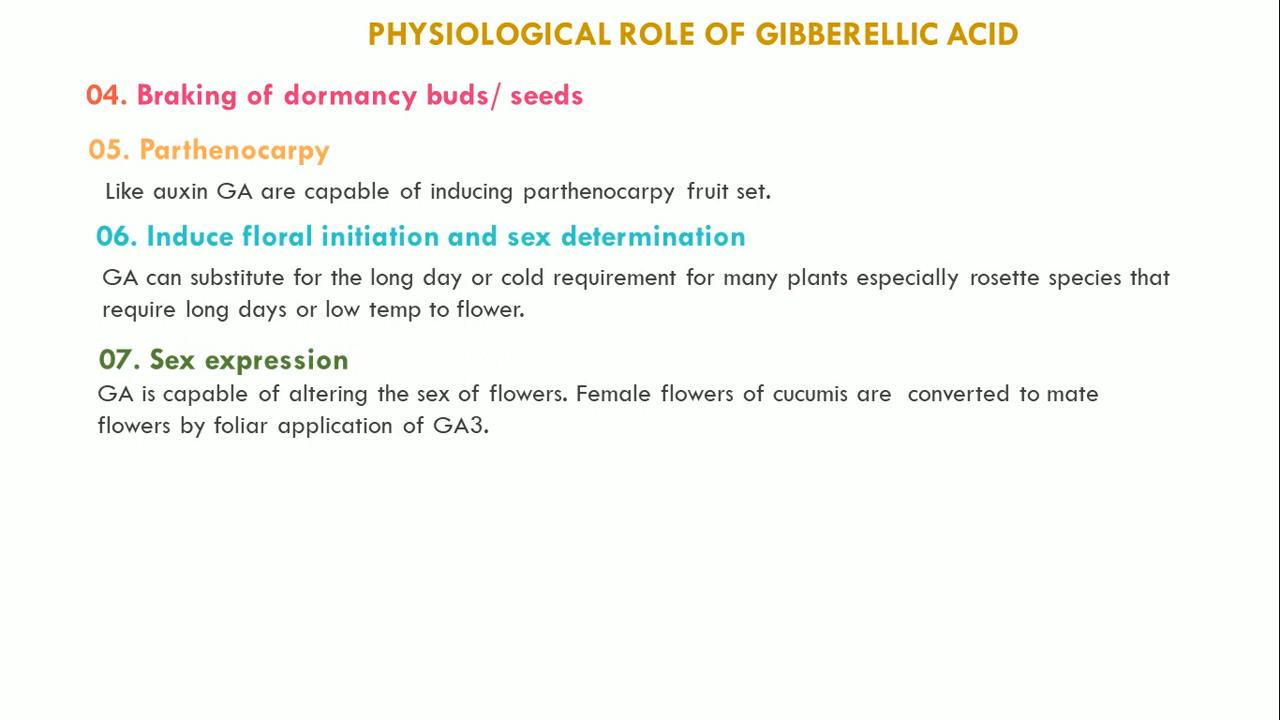 PHYSIOLOGICAL ROLE OF GIBBERELLIC ACID
04. Braking of dormancy buds/ seeds
05. Parthenocarpy
Like auxin GA are capable of inducing parthenocarpy fruit set.
06. Induce floral initiation and sex determination
GA can substitute for the long day or cold requirement for many plants especially rosette species that
require long days or low temp to flower.
07. Sex expression
GA is capable of altering the sex of flowers. Female flowers of cucumis are converted to mate
flowers by foliar application of GA3.